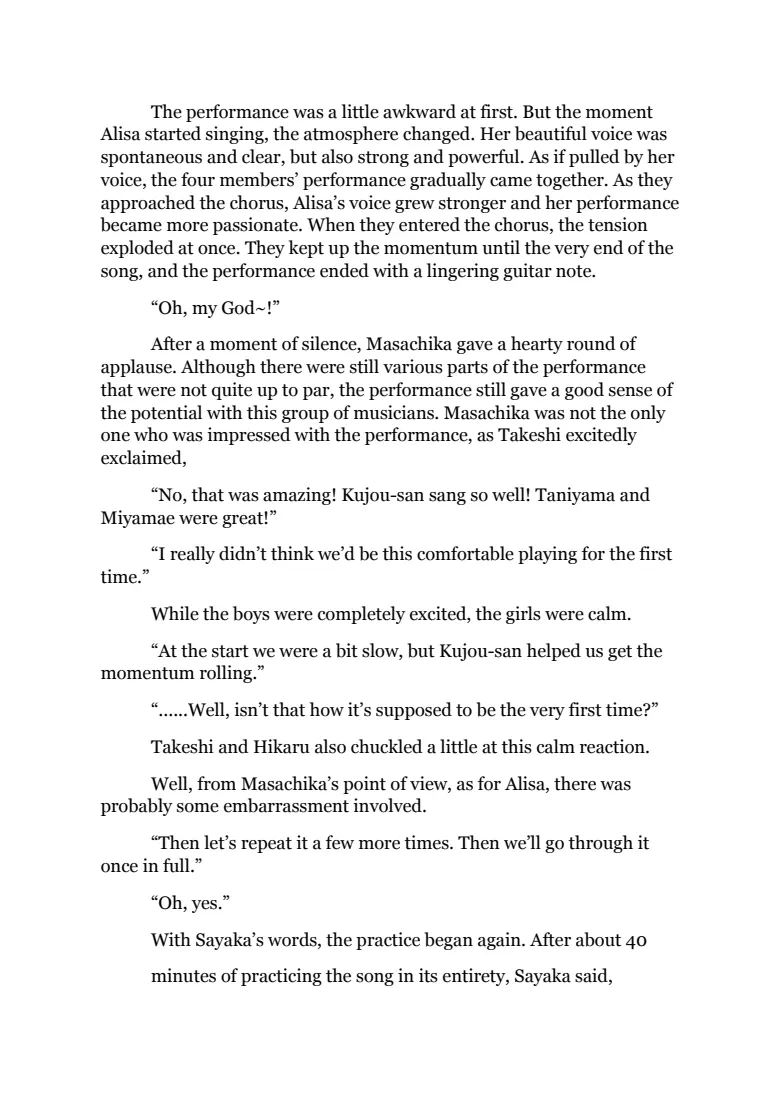 The performance was a little awkward at first. But the moment
Alisa started singing, the atmosphere changed. Her beautiful voice was
spontaneous and clear, but also strong and powerful. As if pulled by her
voice, the four members’ performance gradually came together. As they
approached the chorus, Alisa’s voice grew stronger and her performance
became more passionate. When they entered the chorus, the tension
exploded at once. They kept up the momentum until the very end of the
song, and the performance ended with a lingering guitar note.
“Oh, my God~!”
After a moment of silence, Masachika gave a hearty round of
applause. Although there were still various parts of the performance
that were not quite up to par, the performance still gave a good sense of
the potential with this group of musicians. Masachika was not the only
one who was impressed with the performance, as Takeshi excitedly
exclaimed,
“No, that was amazing! Kujou-san sang so well! Taniyama and
Miyamae were great!”
“I really didn’t think we’d be this comfortable playing for the first
time.”
While the boys were completely excited, the girls were calm.
“At the start we were a bit slow, but Kujou-san helped us get the
momentum rolling.”
“……Well, isn’t that how it’s supposed to be the very first time?”
Takeshi and Hikaru also chuckled a little at this calm reaction.
Well, from Masachika’s point of view, as for Alisa, there was
probably some embarrassment involved.
“Then let’s repeat it a few more times. Then we’ll go through it
once in full.”
“Oh, yes.”
With Sayaka’s words, the practice began again. After about 40
minutes of practicing the song in its entirety, Sayaka said,